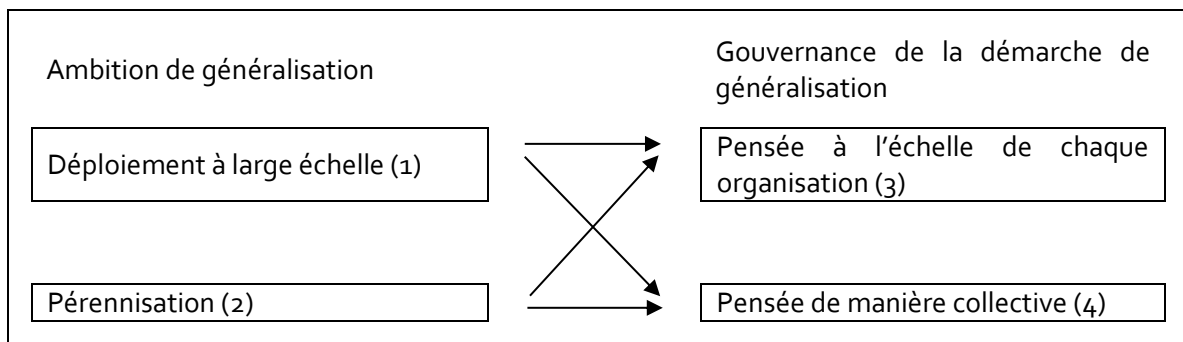 Ambition de généralisation
Gouvernance de la démarche de
généralisation
Déploiement à large échelle (1)
Pensée à l'échelle de chaque
organisation (3)
Pérennisation (2)
Pensée de manière collective (4)